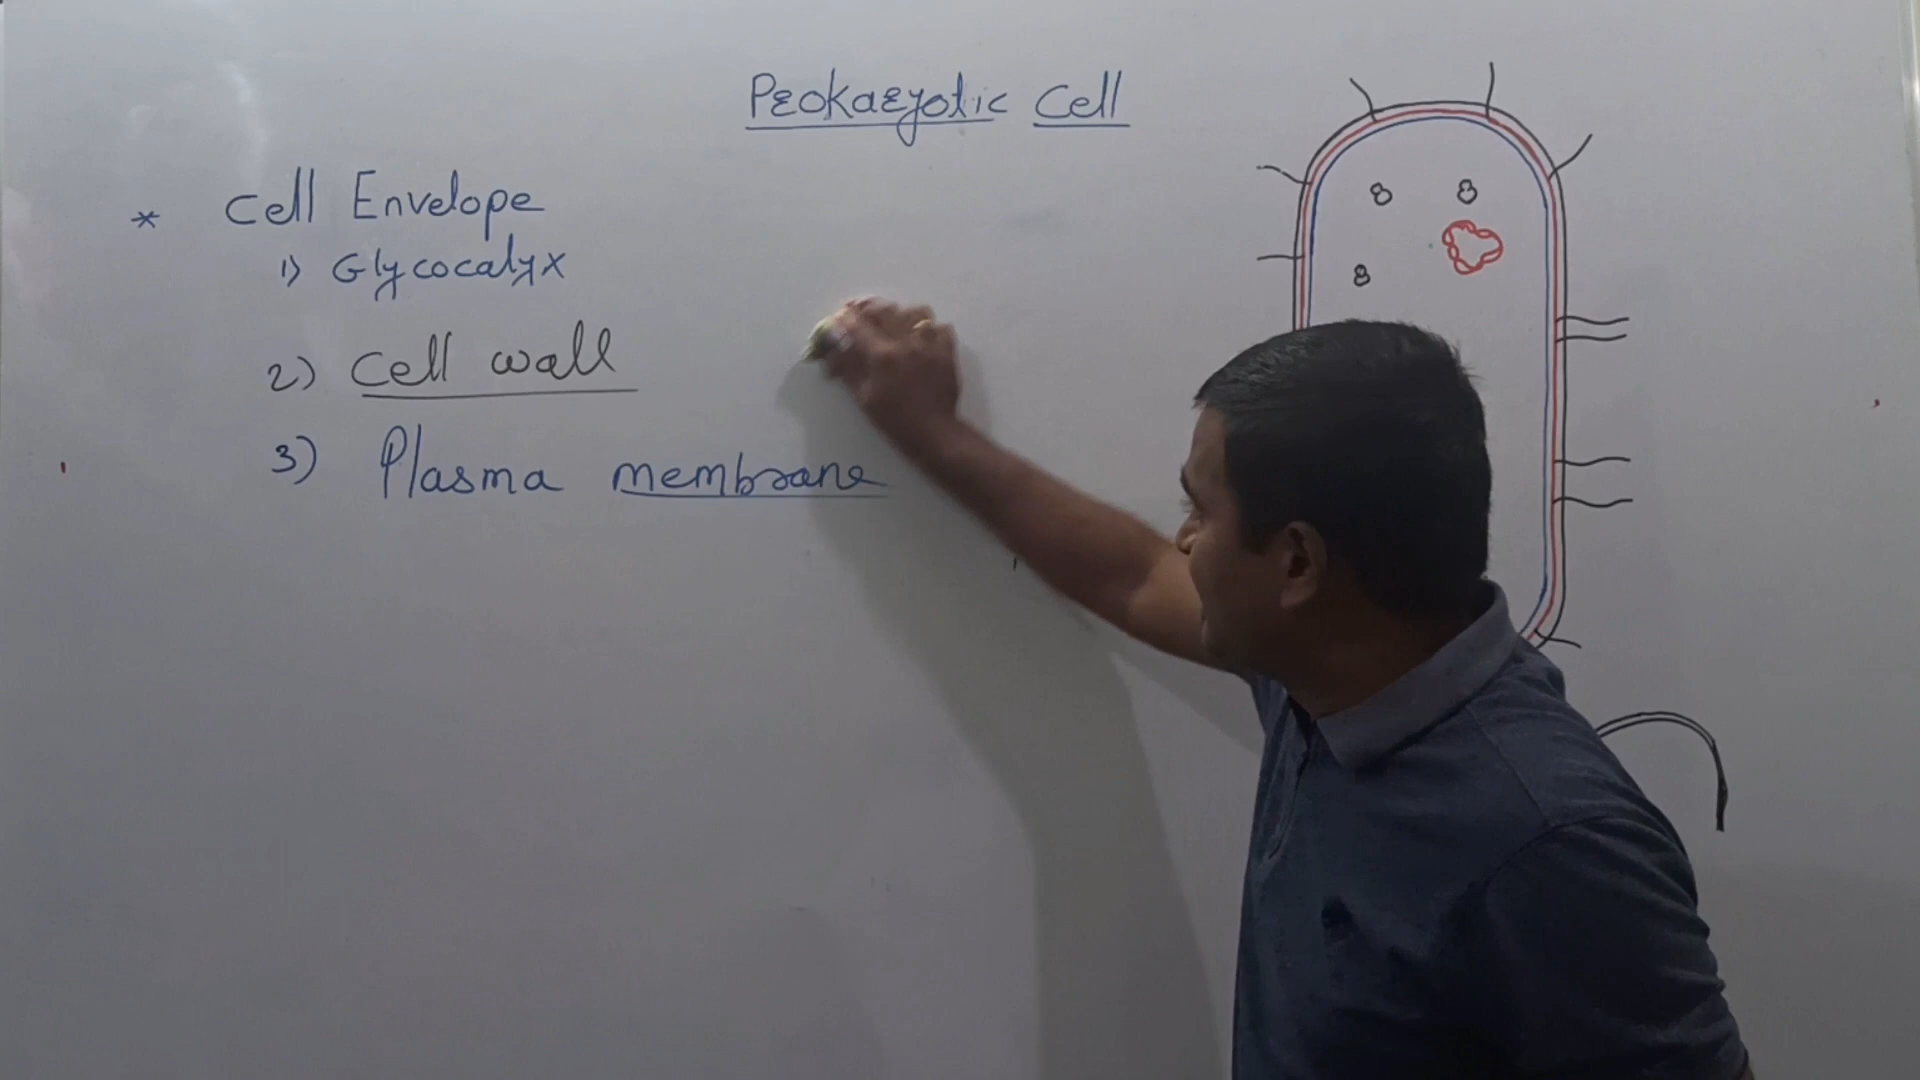 Prokaryotic Cell
* Cell Envelope
1) Glycocalyx
2) Cell wall
3) Plasma membrane